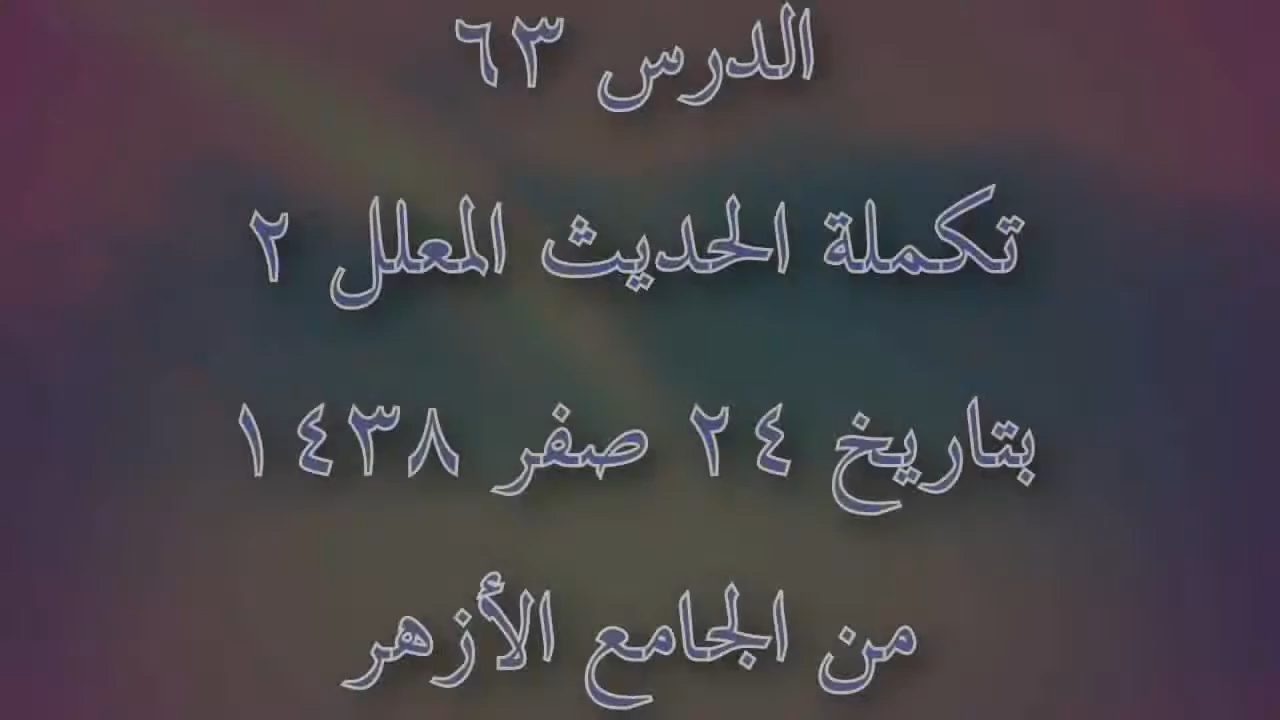 الدرس ٦٣
تكملة الحديث المعلل ٢
بتاريخ ٢٤ صفر ١٤٣٨
من الجامع الأزهر